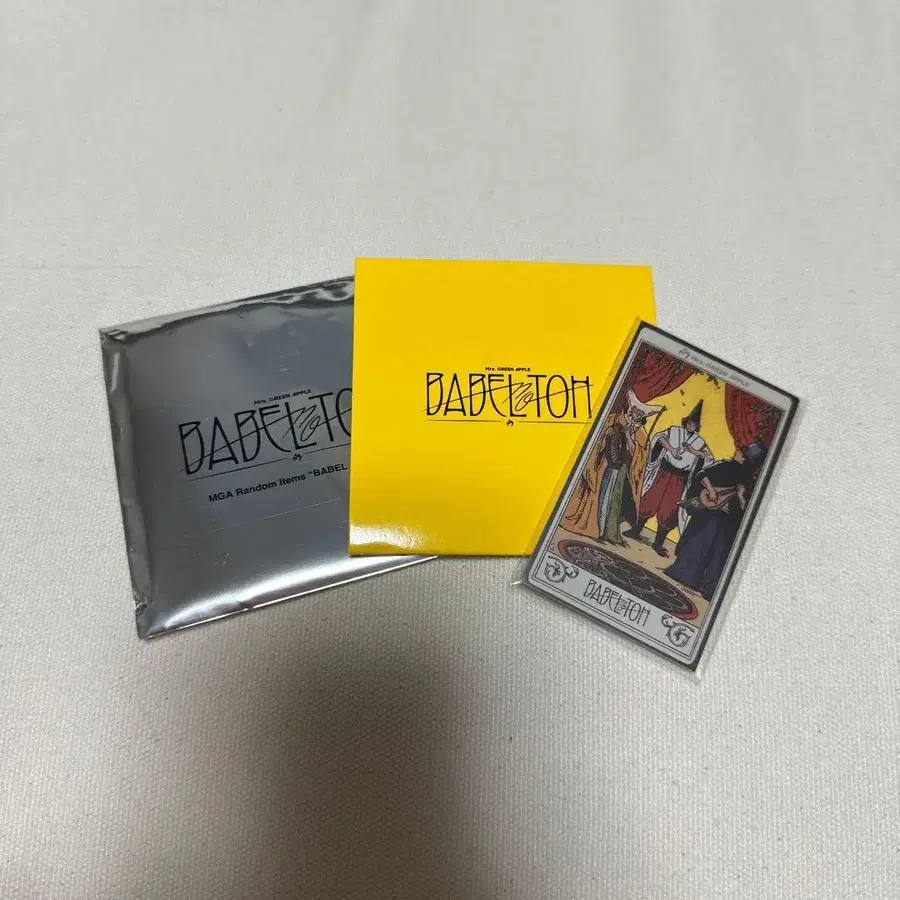 Mrs. GREEN APPLE
BABEL no TO
MGA Random Items "BABEL
Mrs. GREEN APPLE
BABEL no TOH
Mrs. GREEN APPLE
BABEL no TOH